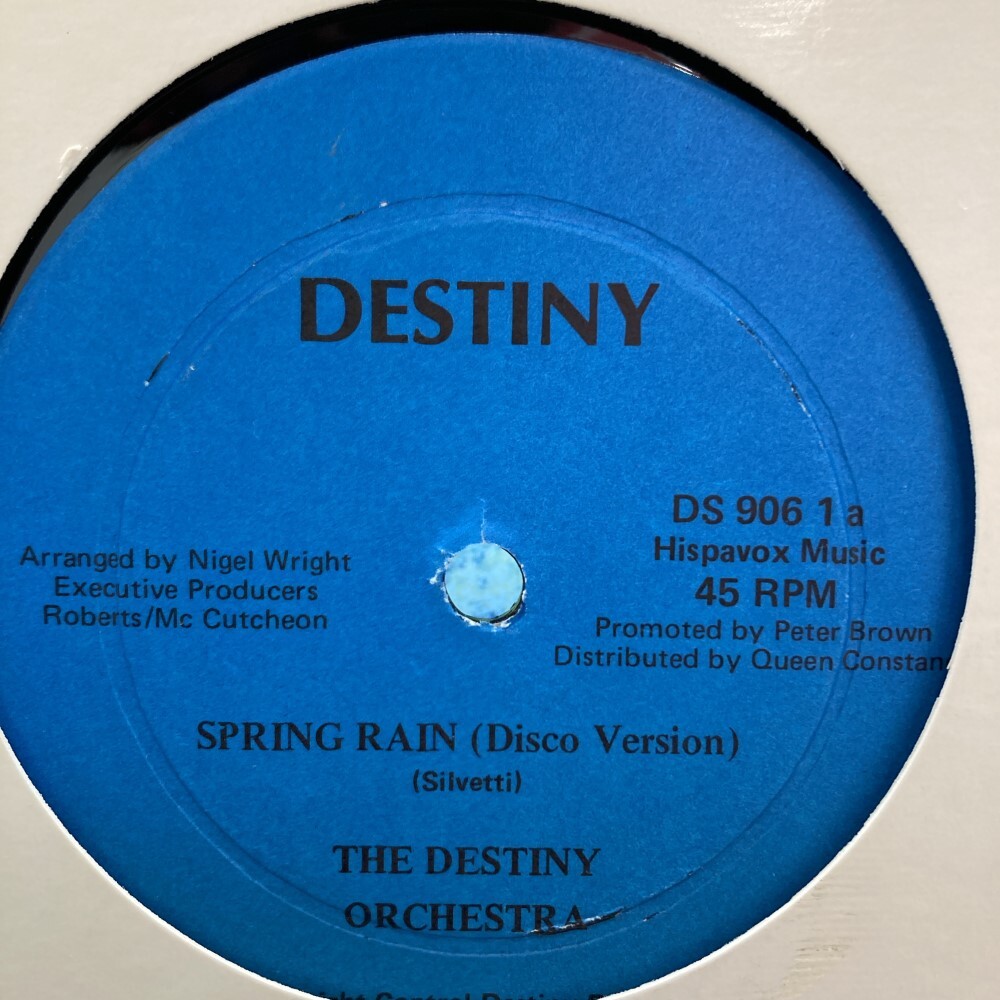 DESTINY
DS 906 1 a
Hispavox Music
45 RPM
Promoted by Peter Brown
Distributed by Queen Constan
Arranged by Nigel Wright
Executive Producers
Roberts/Mc Cutcheon
SPRING RAIN (Disco Version)
(Silvetti)
THE DESTINY
ORCHESTRA